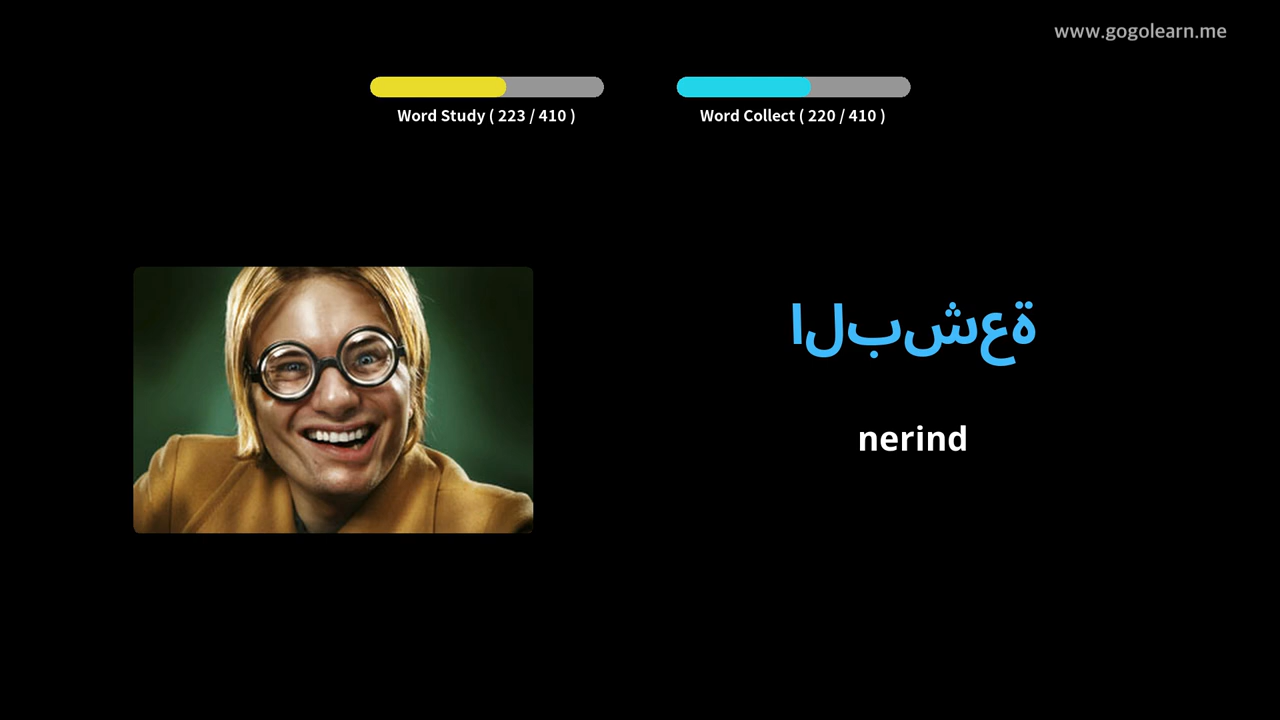 www.gogolearn.me
Word Study ( 223 / 410 )
Word Collect ( 220 / 410 )
البشعة
nerind